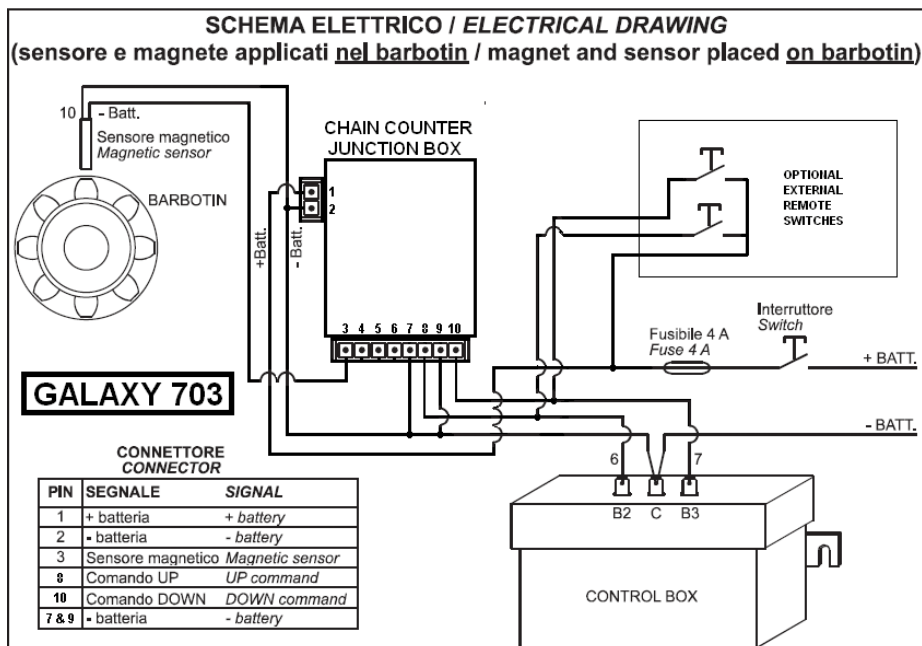 SCHEMA ELETTRICO / ELECTRICAL DRAWING
(sensore e magnete applicati nel barbotin / magnet and sensor placed on barbotin)
10
- Batt.
Sensore magnetico
Magnetic sensor
BARBOTIN
CHAIN COUNTER
JUNCTION BOX
1
2
+Batt.
- Batt.
3 4 5 6 7 8 9 10
OPTIONAL
EXTERNAL
REMOTE
SWITCHES
Interruttore
Switch
Fusibile 4 A
Fuse 4 A
+ BATT.
- BATT.
GALAXY 703
6
7
B2 C B3
CONTROL BOX
CONNETTORE
CONNECTOR
PIN SEGNALE SIGNAL
1 + batteria + battery
2 - batteria - battery
3 Sensore magnetico Magnetic sensor
8 Comando UP UP command
10 Comando DOWN DOWN command
7 & 9 - batteria - battery